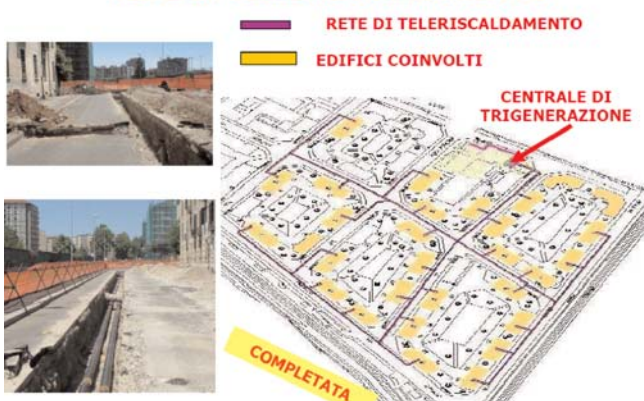 RETE DI TELERISCALDAMENTO
EDIFICI COINVOLTI
CENTRALE DI
TRIGENERAZIONE
COMPLETATA